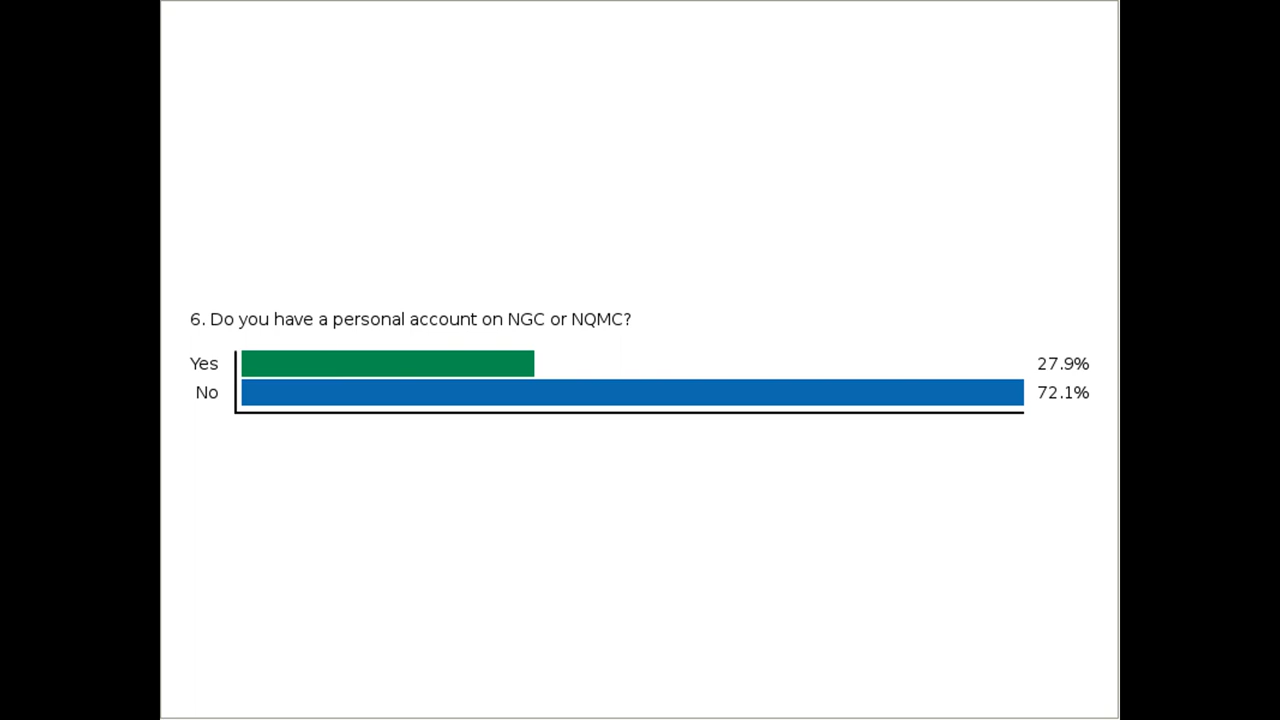 6. Do you have a personal account on NGC or NQMC?
Yes 27.9%
No 72.1%